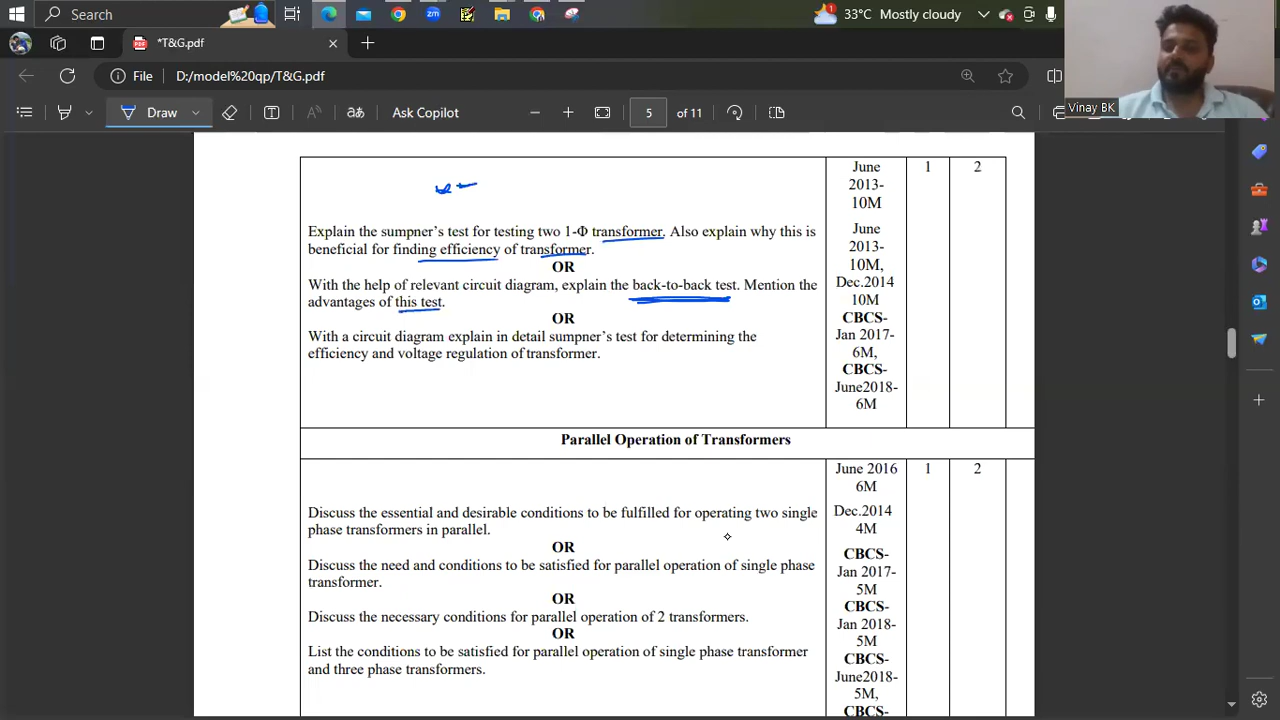 Search
33°C Mostly cloudy
*T&G.pdf
File
D:/model%20qp/T&G.pdf
Draw
Ask Copilot
5
of 11
Vinay BK
Explain the sumpner's test for testing two 1-Φ transformer. Also explain why this is
beneficial for finding efficiency of transformer.
OR
With the help of relevant circuit diagram, explain the back-to-back test. Mention the
advantages of this test.
OR
With a circuit diagram explain in detail sumpner's test for determining the
efficiency and voltage regulation of transformer.
June
2013-
10M
June
2013-
10M,
Dec.2014
10M
CBCS-
Jan 2017-
6M,
CBCS-
June2018-
6M
1
2
Parallel Operation of Transformers
Discuss the essential and desirable conditions to be fulfilled for operating two single
phase transformers in parallel.
OR
Discuss the need and conditions to be satisfied for parallel operation of single phase
transformer.
OR
Discuss the necessary conditions for parallel operation of 2 transformers.
OR
List the conditions to be satisfied for parallel operation of single phase transformer
and three phase transformers.
June 2016
6M
Dec.2014
4M
CBCS-
Jan 2017-
5M
CBCS-
Jan 2018-
5M
CBCS-
June2018-
5M,
CBCS-
1
2